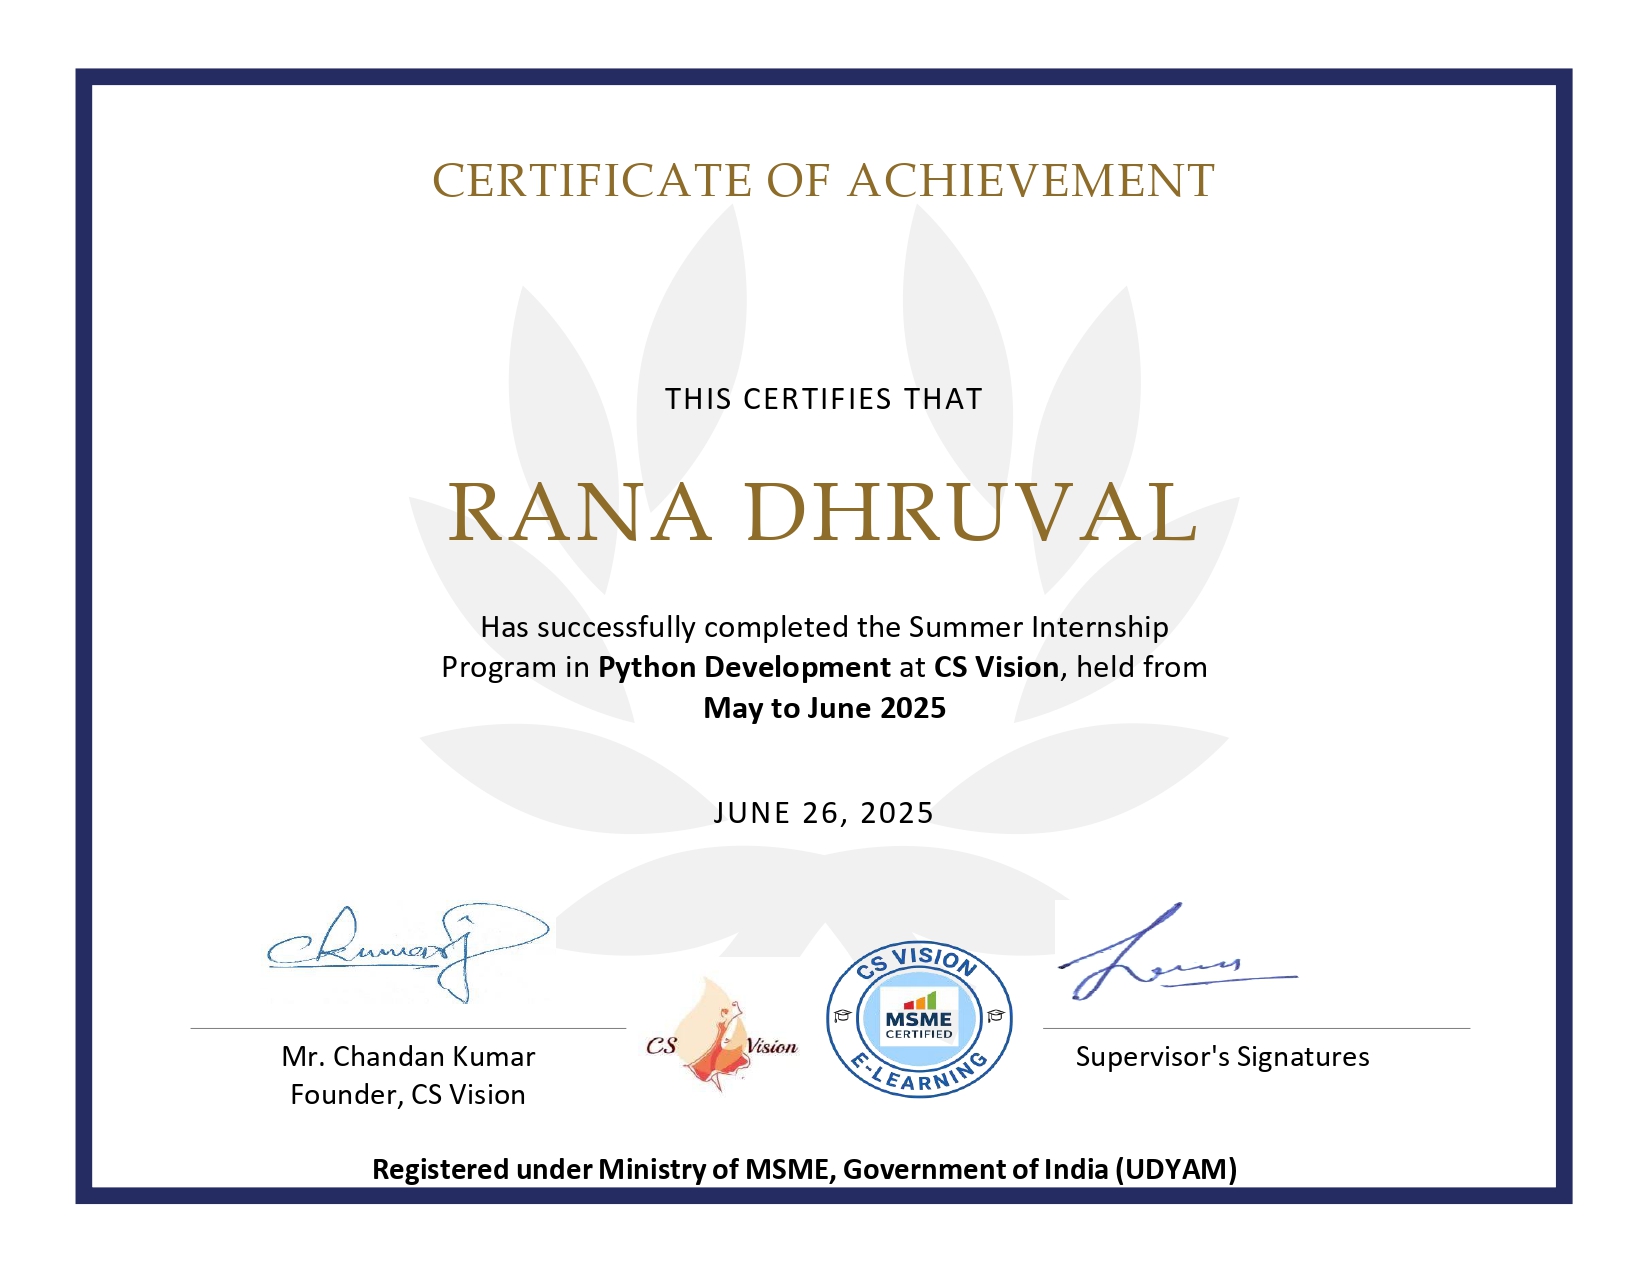 CERTIFICATE OF ACHIEVEMENT
THIS CERTIFIES THAT
RANA DHRUVAL
Has successfully completed the Summer Internship
Program in Python Development at CS Vision, held from
May to June 2025
JUNE 26, 2025
CS Vision
CS VISION
MSME
CERTIFIED
E-LEARNING
Mr. Chandan Kumar
Founder, CS Vision
Supervisor's Signatures
Registered under Ministry of MSME, Government of India (UDYAM)